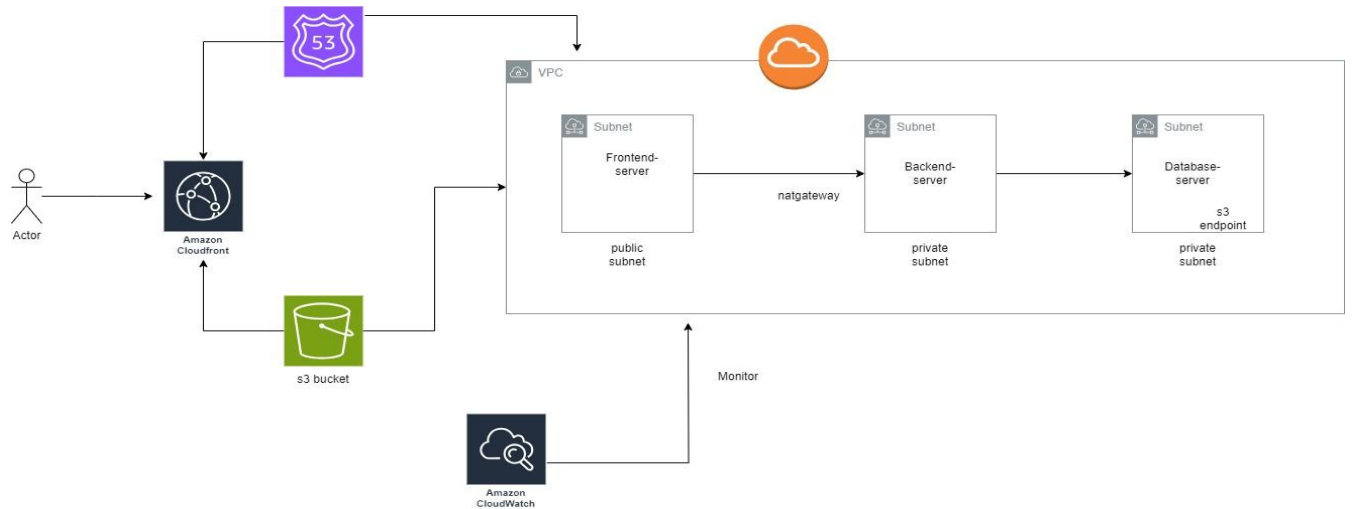 53
VPC
Subnet
Frontend-
server
public
subnet
natgateway
Subnet
Backend-
server
private
subnet
Subnet
Database-
server
s3
endpoint
private
subnet
Actor
Amazon
Cloudfront
s3 bucket
Monitor
Amazon
CloudWatch